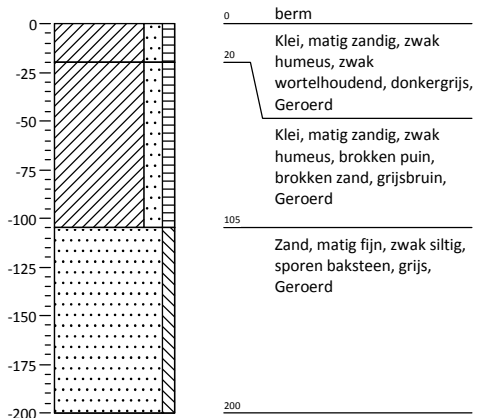 0
-25
-50
-75
-100
-125
-150
-175
-200
0 berm
Klei, matig zandig, zwak
humeus, zwak
wortelhoudend, donkergrijs,
Geroerd
20
Klei, matig zandig, zwak
humeus, brokken puin,
brokken zand, grijsbruin,
Geroerd
105
Zand, matig fijn, zwak siltig,
sporen baksteen, grijs,
Geroerd
200